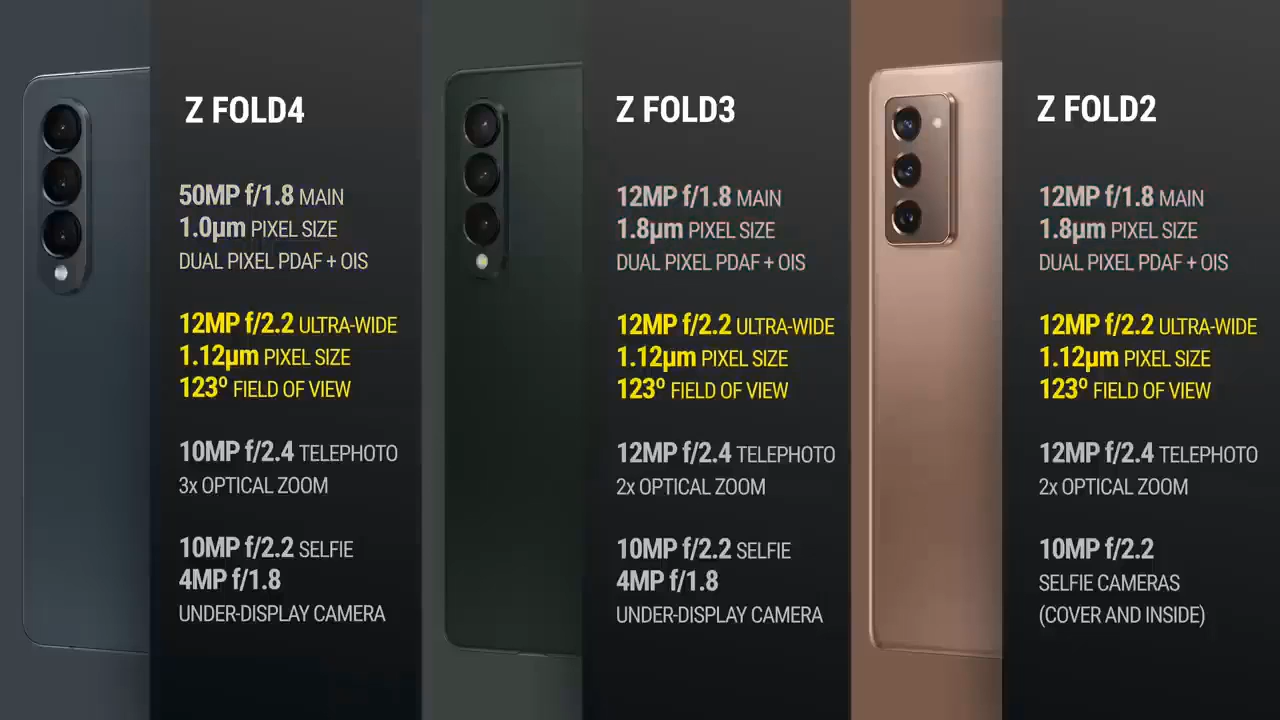 Z FOLD4
50MP f/1.8 MAIN
1.0µm PIXEL SIZE
DUAL PIXEL PDAF + OIS
12MP f/2.2 ULTRA-WIDE
1.12µm PIXEL SIZE
123º FIELD OF VIEW
10MP f/2.4 TELEPHOTO
3x OPTICAL ZOOM
10MP f/2.2 SELFIE
4MP f/1.8
UNDER-DISPLAY CAMERA
Z FOLD3
12MP f/1.8 MAIN
1.8µm PIXEL SIZE
DUAL PIXEL PDAF + OIS
12MP f/2.2 ULTRA-WIDE
1.12µm PIXEL SIZE
123º FIELD OF VIEW
12MP f/2.4 TELEPHOTO
2x OPTICAL ZOOM
10MP f/2.2 SELFIE
4MP f/1.8
UNDER-DISPLAY CAMERA
Z FOLD2
12MP f/1.8 MAIN
1.8µm PIXEL SIZE
DUAL PIXEL PDAF + OIS
12MP f/2.2 ULTRA-WIDE
1.12µm PIXEL SIZE
123º FIELD OF VIEW
12MP f/2.4 TELEPHOTO
2x OPTICAL ZOOM
10MP f/2.2
SELFIE CAMERAS
(COVER AND INSIDE)